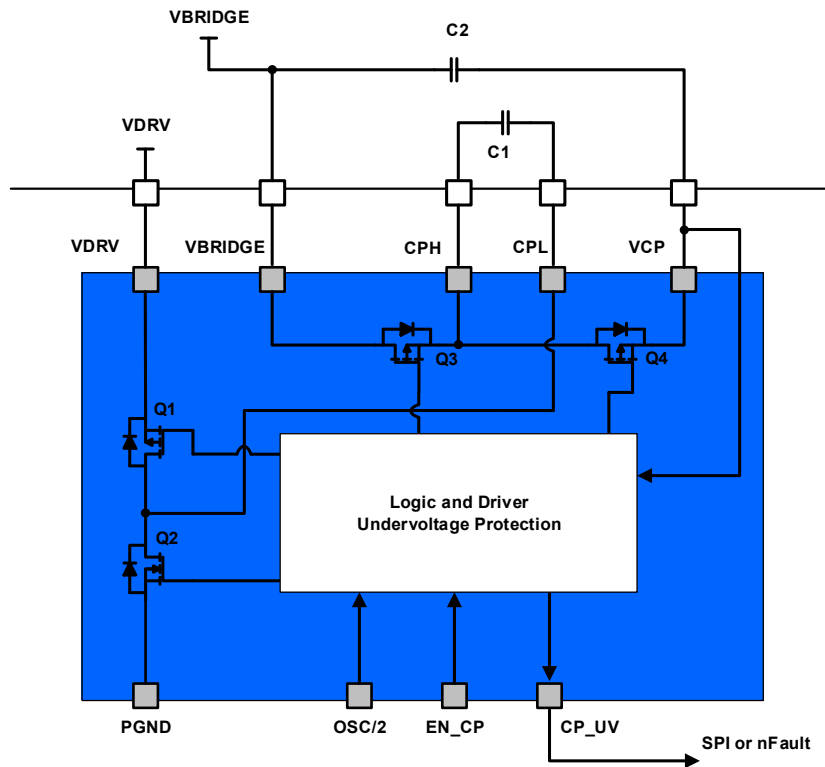 VBRIDGE
C2
VDRV
C1
VDRV
VBRIDGE
CPH
CPL
VCP
Q3
Q4
Q1
Logic and Driver
Undervoltage Protection
Q2
PGND
OSC/2
EN_CP
CP_UV
SPI or nFault